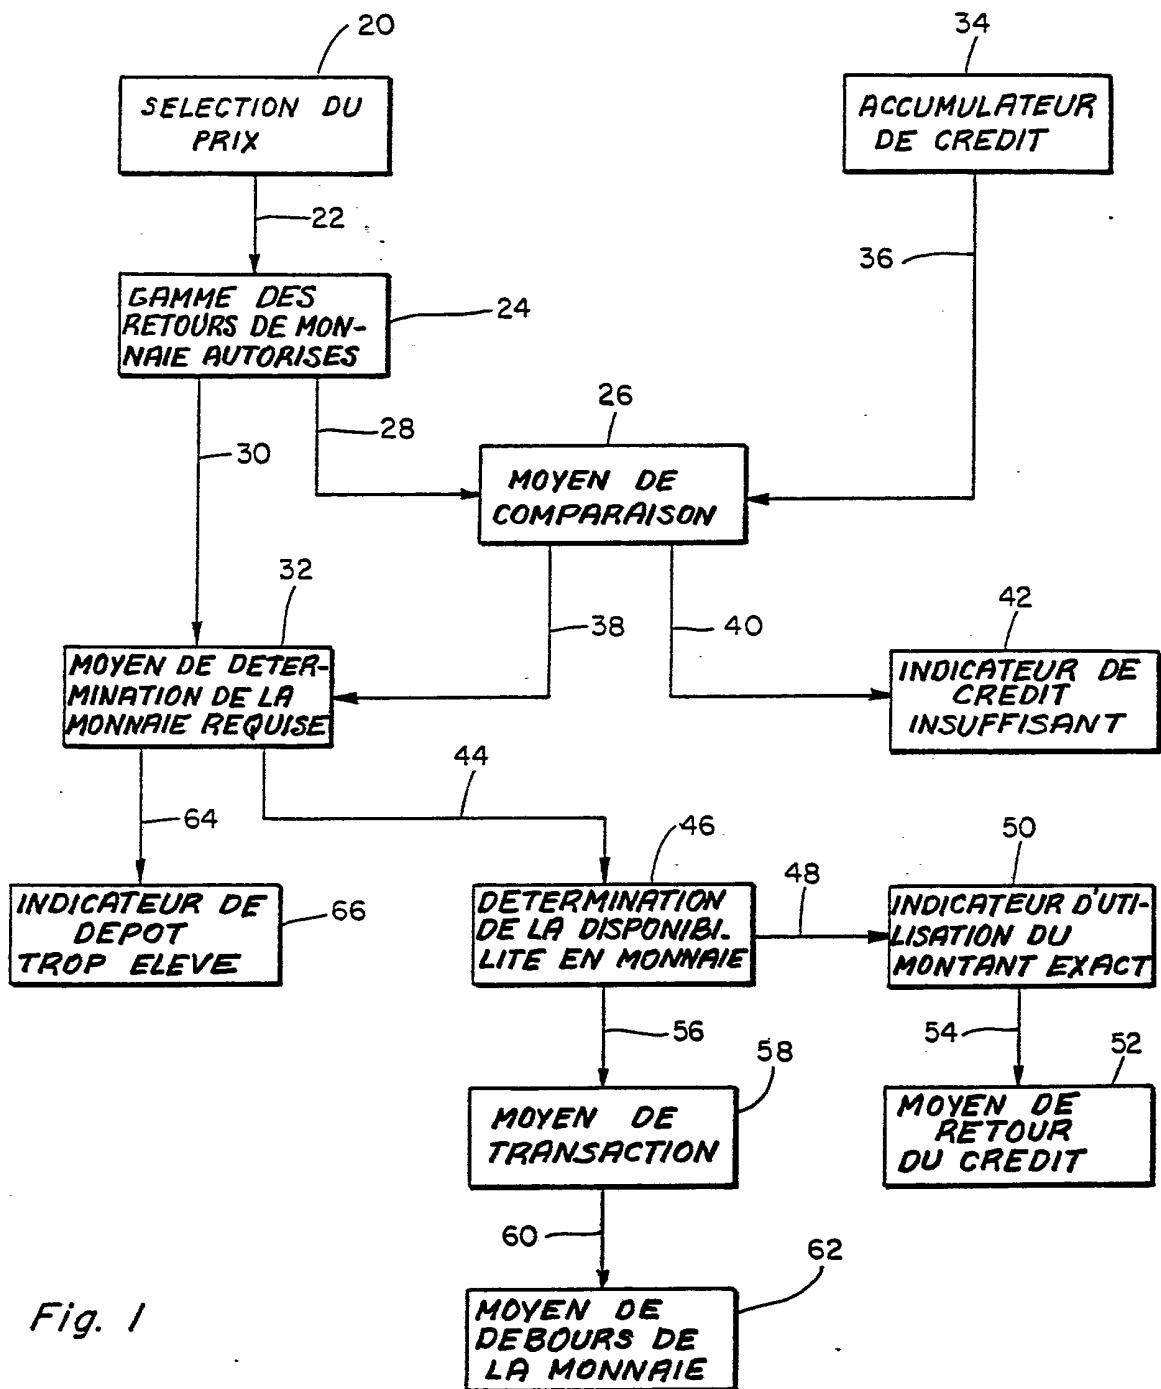 20
SELECTION DU
PRIX
34
ACCUMULATEUR
DE CREDIT
22
36
GAMME DES
RETOURS DE MON-
NAIE AUTORISES
24
28
30
26
MOYEN DE
COMPARAISON
32
38
40
42
MOYEN DE DETER-
MINATION DE LA
MONNAIE REQUISE
INDICATEUR DE
CREDIT
INSUFFISANT
44
64
46
48
50
INDICATEUR DE
DEPOT
TROP ELEVE
66
DETERMINATION
DE LA DISPONIBI-
LITE EN MONNAIE
INDICATEUR D'UTI-
LISATION DU
MONTANT EXACT
56
54
58
52
MOYEN DE
TRANSACTION
MOYEN DE
RETOUR
DU CREDIT
60
62
MOYEN DE
DEBOURS DE
LA MONNAIE
Fig. 1